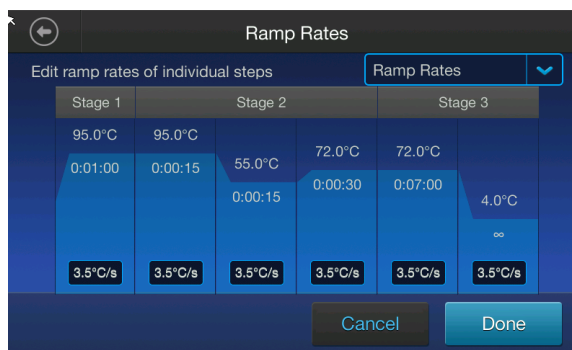 Ramp Rates
Edit ramp rates of individual steps
Ramp Rates
Stage 1
Stage 2
Stage 3
95.0°C
0:01:00
3.5°C/s
95.0°C
0:00:15
3.5°C/s
55.0°C
0:00:15
3.5°C/s
72.0°C
0:00:30
3.5°C/s
72.0°C
0:07:00
3.5°C/s
4.0°C
∞
3.5°C/s
Cancel
Done